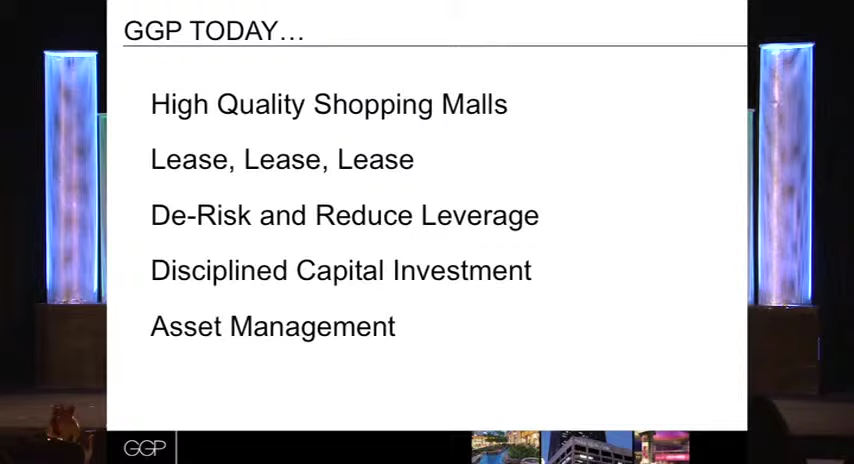 GGP TODAY…
High Quality Shopping Malls
Lease, Lease, Lease
De-Risk and Reduce Leverage
Disciplined Capital Investment
Asset Management
GGP